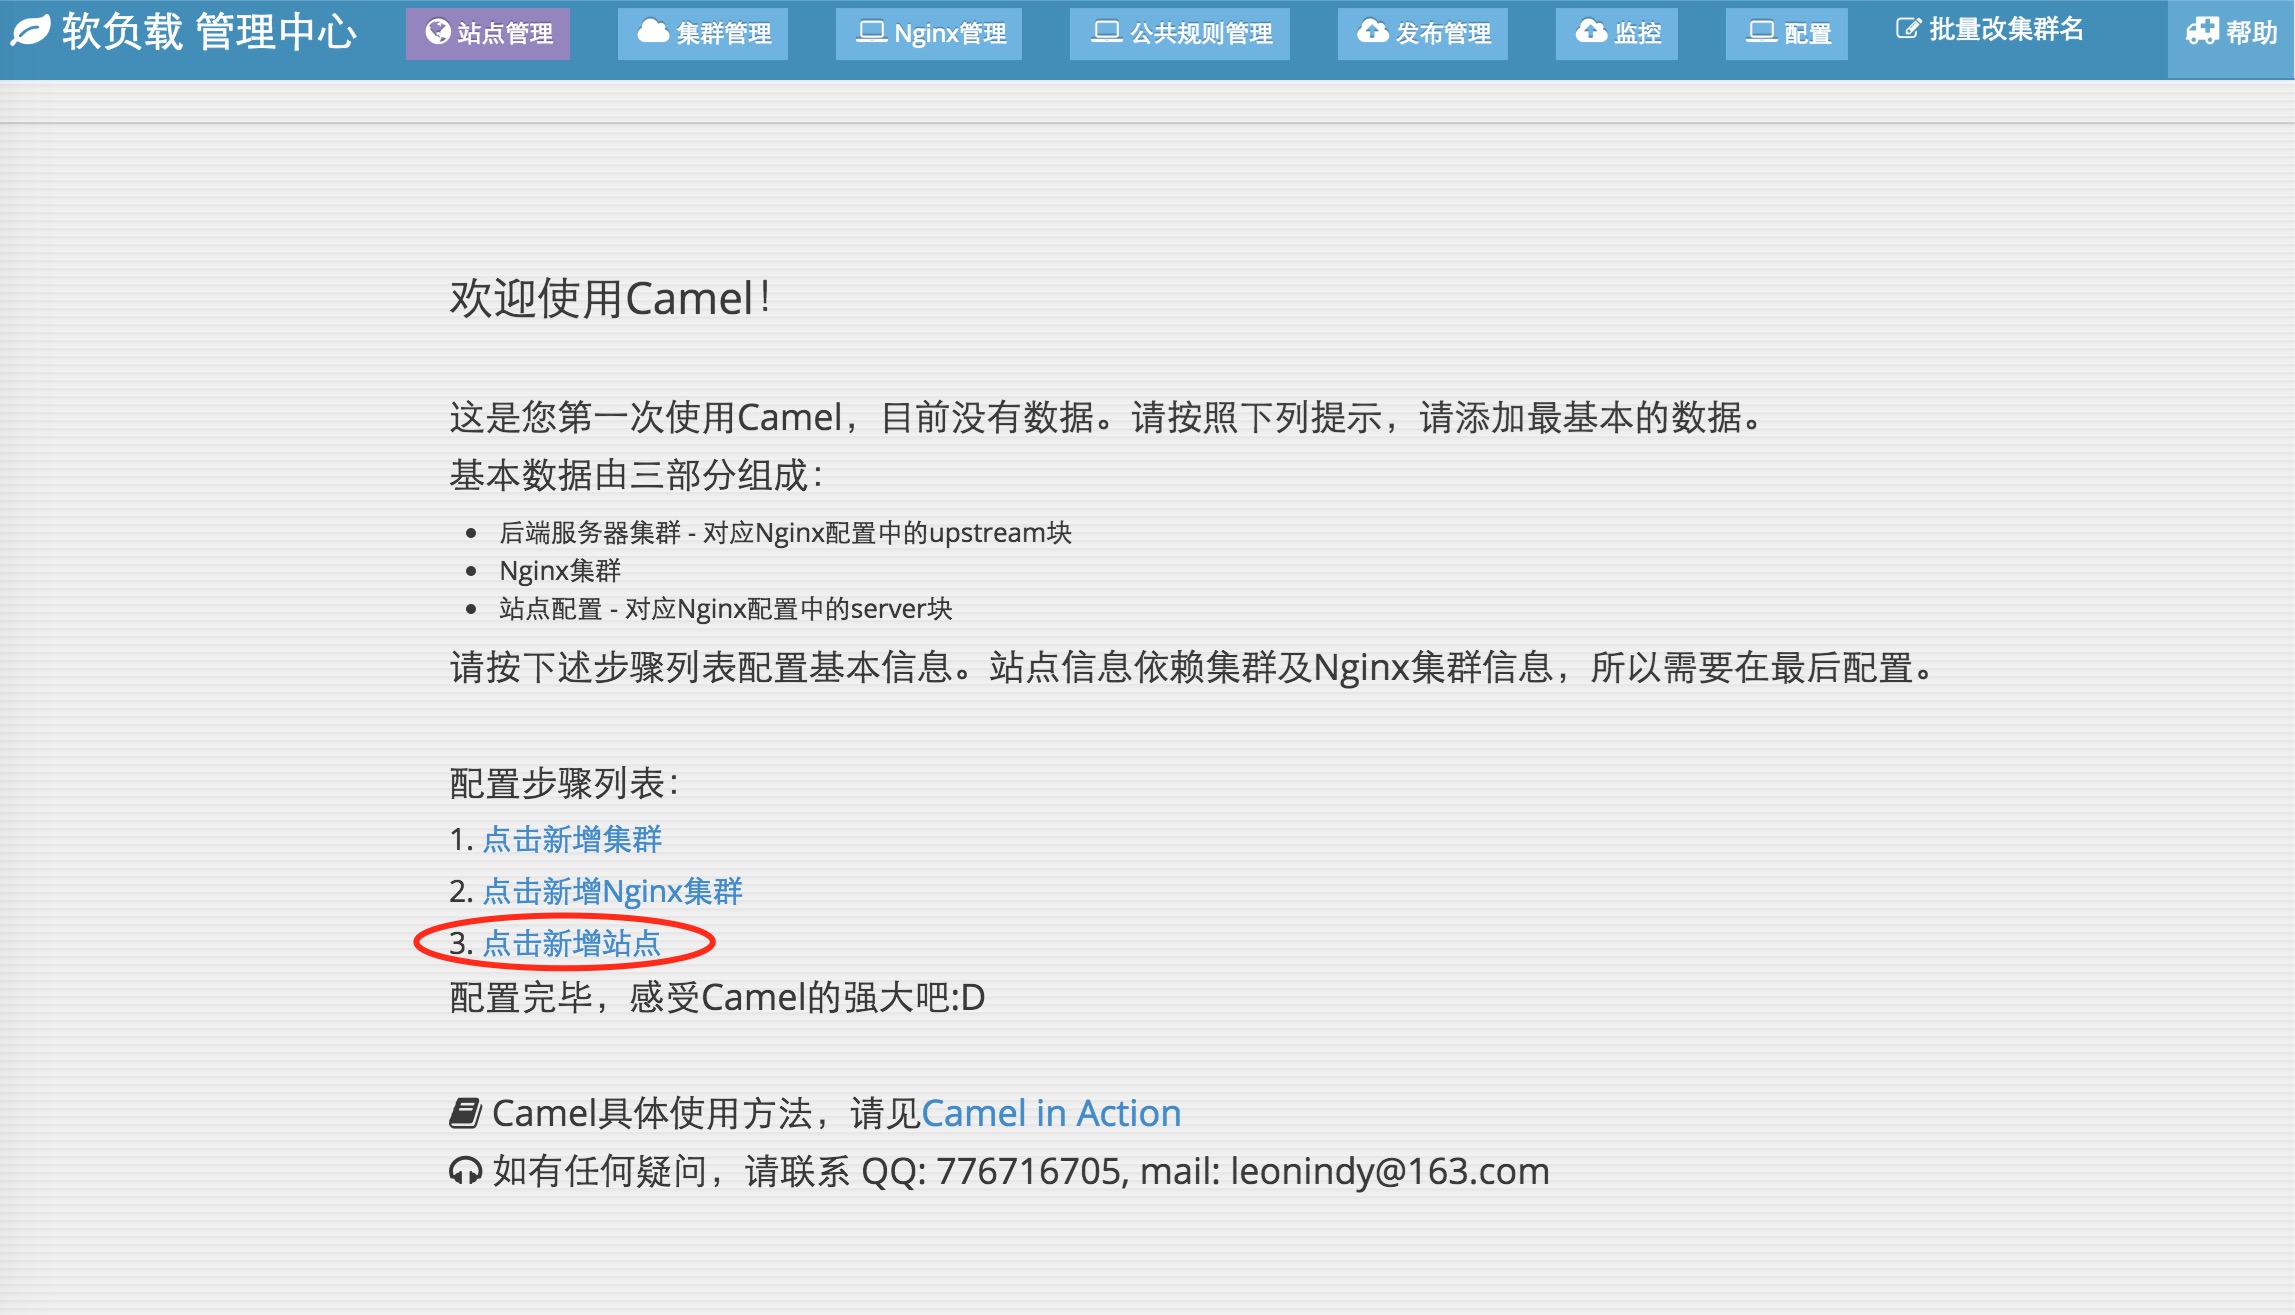 软负载 管理中心 站点管理 集群管理 Nginx管理 公共规则管理 发布管理 监控 配置 批量改集群名 帮助
欢迎使用Camel！
这是您第一次使用Camel，目前没有数据。请按照下列提示，请添加最基本的数据。
基本数据由三部分组成：
• 后端服务器集群 - 对应Nginx配置中的upstream块
• Nginx集群
• 站点配置 - 对应Nginx配置中的server块
请按下述步骤列表配置基本信息。站点信息依赖集群及Nginx集群信息，所以需要在最后配置。
配置步骤列表：
1. 点击新增集群
2. 点击新增Nginx集群
3. 点击新增站点
配置完毕，感受Camel的强大吧:D
Camel具体使用方法，请见Camel in Action
如有任何疑问，请联系 QQ: 776716705, mail: leonindy@163.com